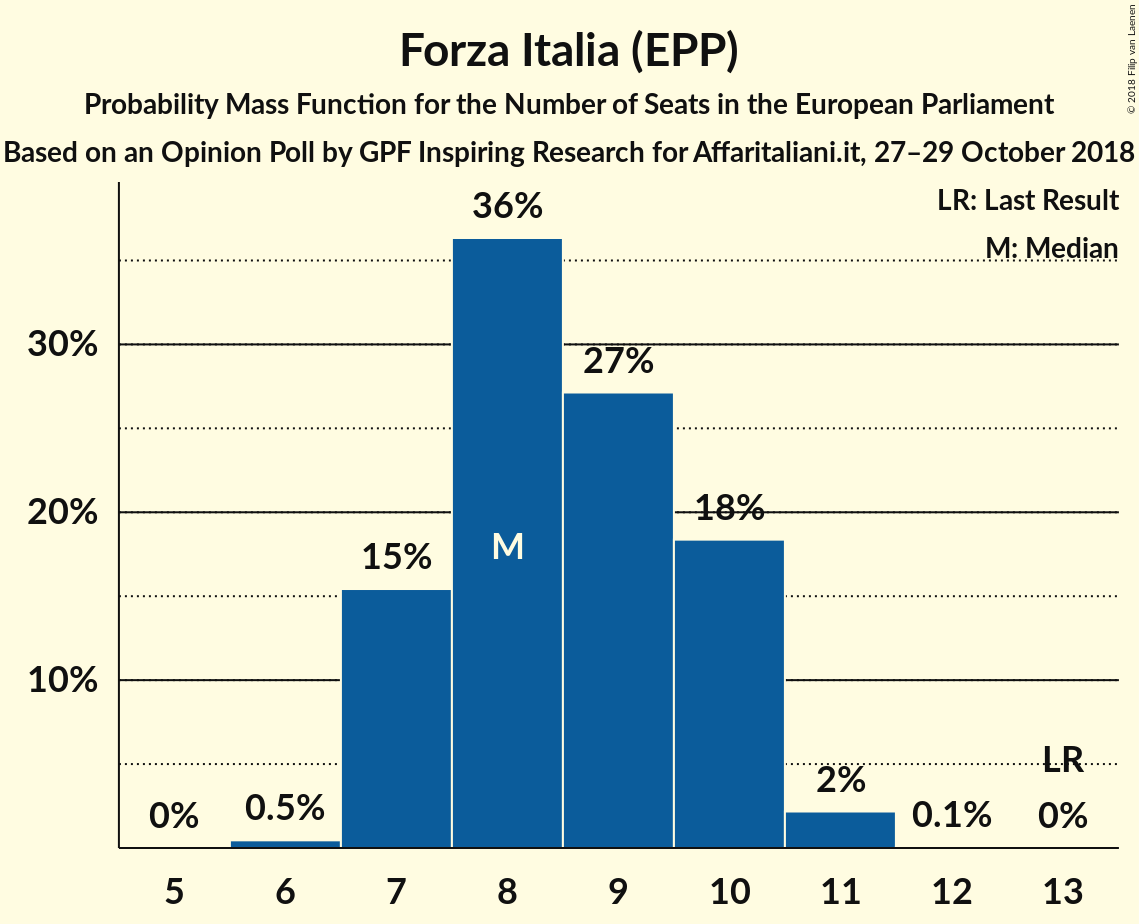 Forza Italia (EPP)
Probability Mass Function for the Number of Seats in the European Parliament
Based on an Opinion Poll by GPF Inspiring Research for Affaritaliani.it, 27–29 October 2018
© 2018 Filip van Laenen
LR: Last Result
M: Median
36%
30%
27%
20%
18%
15%
M
10%
LR
2%
0%
0.5%
0.1%
0%
5 6 7 8 9 10 11 12 13